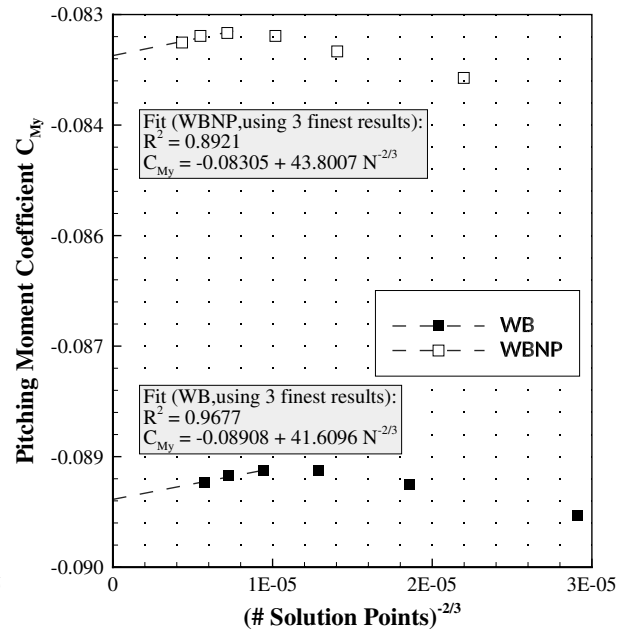 -0.083
-0.084
-0.086
-0.087
-0.089
-0.090
Pitching Moment Coefficient C_My
Fit (WBNP,using 3 finest results):
R² = 0.8921
C_My = -0.08305 + 43.8007 N^-2/3
WB
WBNP
Fit (WB,using 3 finest results):
R² = 0.9677
C_My = -0.08908 + 41.6096 N^-2/3
0
1E-05
2E-05
3E-05
(# Solution Points)^-2/3